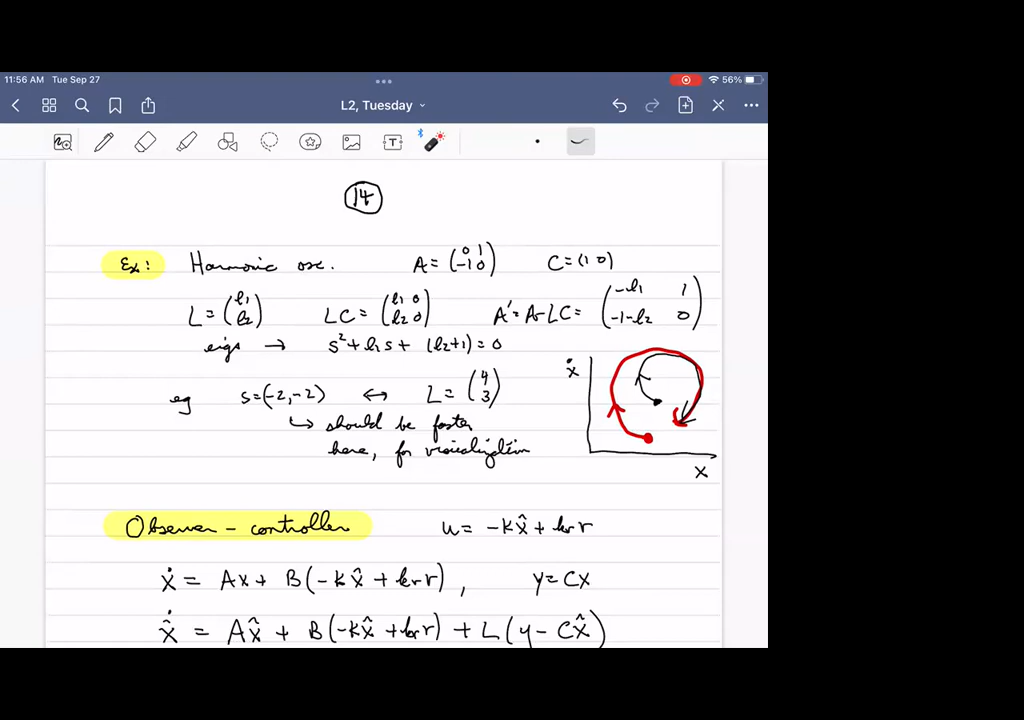 11:56 AM Tue Sep 27
56%
L2, Tuesday
T
14
Ex: Harmonic osc. A = (0 1 -1 0) C = (1 0)
L = (l1 l2) LC = (l1 0 l2 0) A' = A-LC = (-l1 1 -1-l2 0)
eigs → s²+l1s + (l2+1) = 0
eg s=(-2,-2) ↔ L = (4 3)
↳ should be faster
here, for visualization
ẋ
x
Observer - controller u = -Kx̂ + krr
ẋ = Ax + B(-Kx̂ + krr), y = Cx
x̂̇ = Ax̂ + B(-Kx̂ + krr) + L(y - Cx̂)